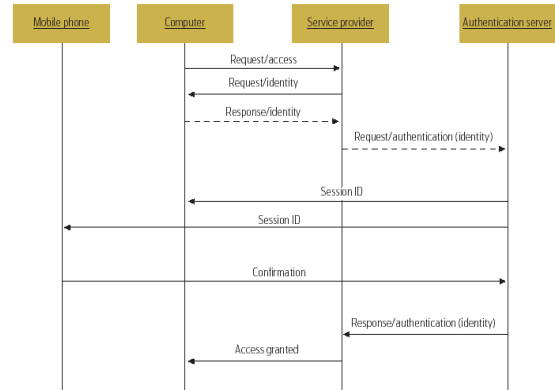 Mobile phone
Computer
Service provider
Authentication server
Request/access
Request/identity
Response/identity
Request/authentication (identity)
Session ID
Session ID
Confirmation
Response/authentication (identity)
Access granted